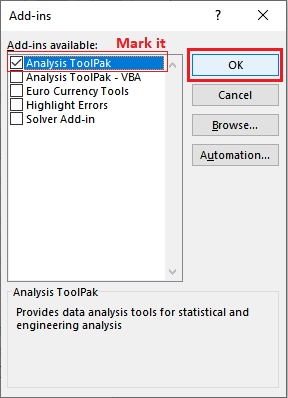 Add-ins
? X
Add-ins available:
Mark it
Analysis ToolPak
Analysis ToolPak - VBA
Euro Currency Tools
Highlight Errors
Solver Add-in
OK
Cancel
Browse...
Automation...
Analysis ToolPak
Provides data analysis tools for statistical and
engineering analysis